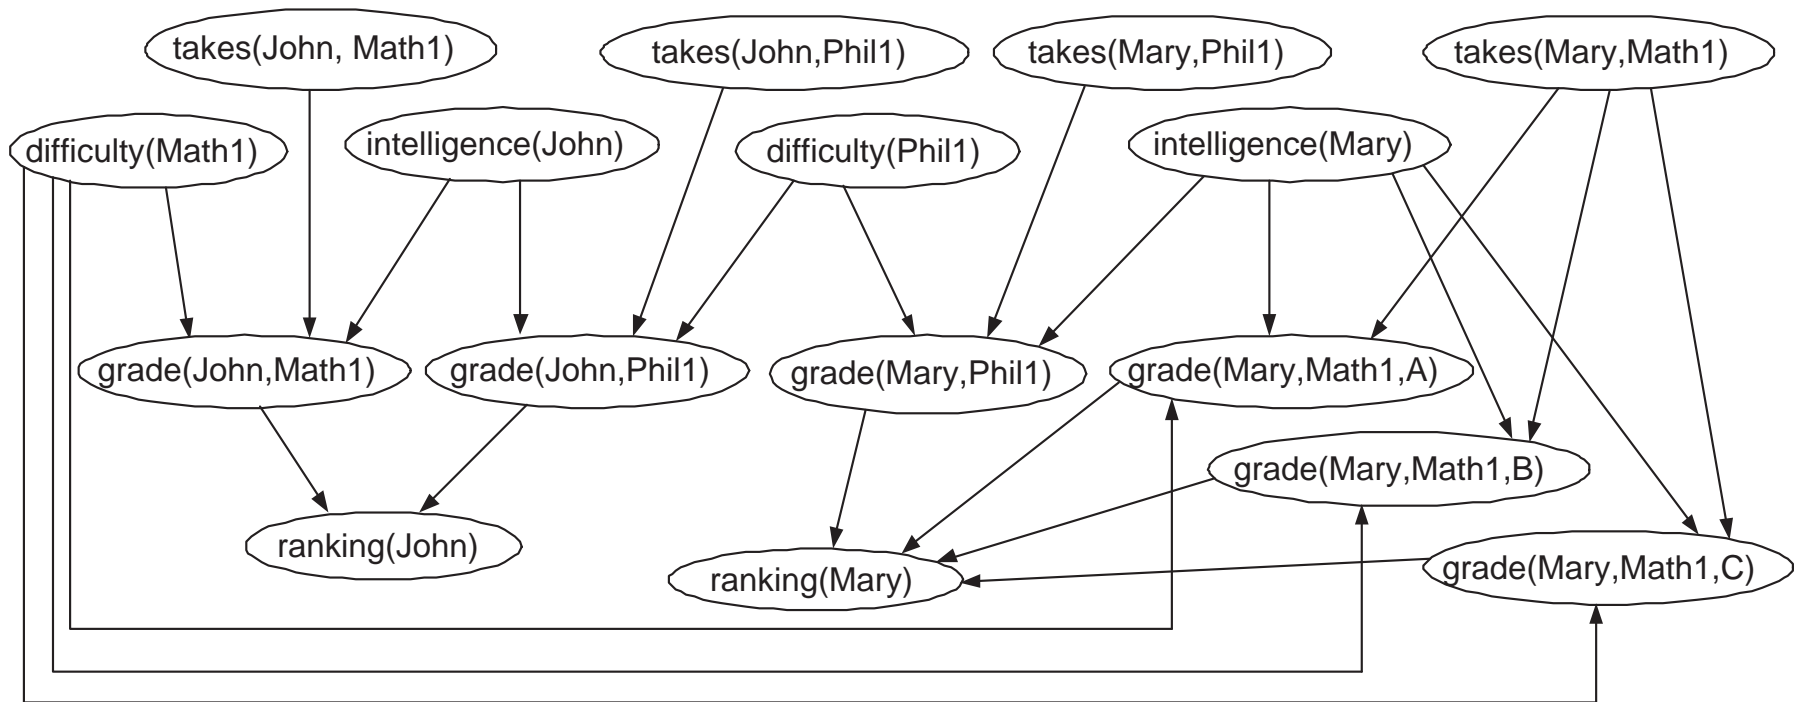 takes(John, Math1)
takes(John,Phil1)
takes(Mary,Phil1)
takes(Mary,Math1)
difficulty(Math1)
intelligence(John)
difficulty(Phil1)
intelligence(Mary)
grade(John,Math1)
grade(John,Phil1)
grade(Mary,Phil1)
grade(Mary,Math1,A)
grade(Mary,Math1,B)
ranking(John)
ranking(Mary)
grade(Mary,Math1,C)